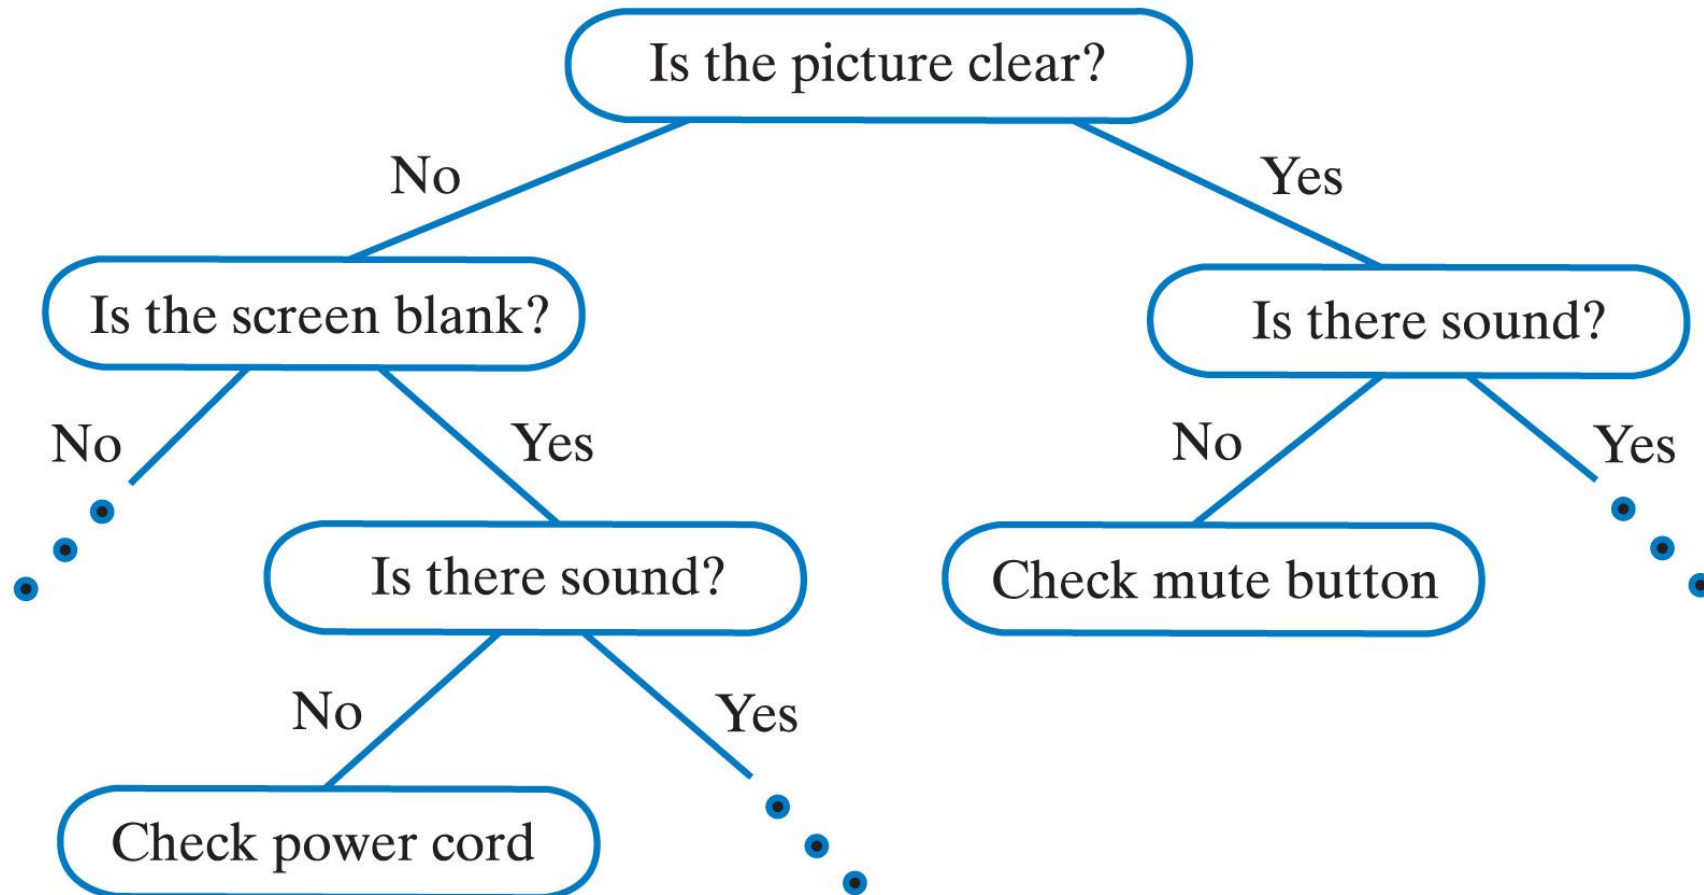 Is the picture clear?
No
Yes
Is the screen blank?
Is there sound?
No
Yes
No
Yes
Is there sound?
Check mute button
No
Yes
Check power cord